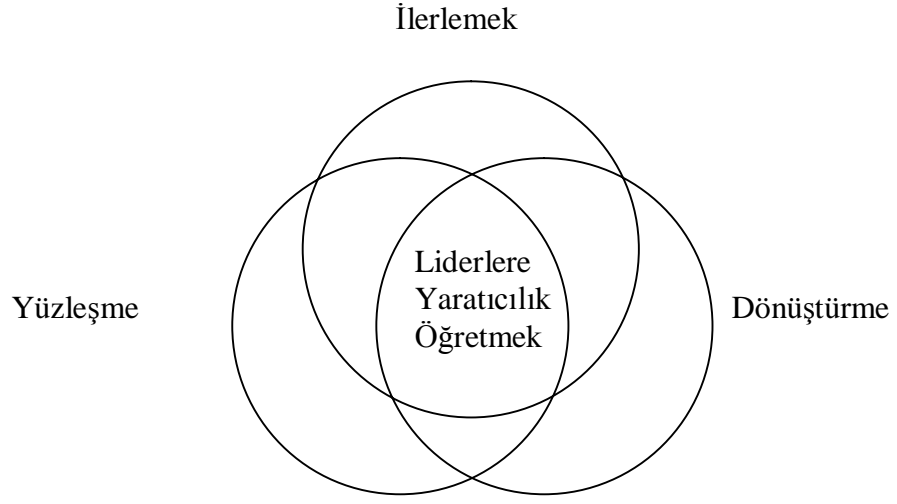 İlerlemek
Liderlere
Yaratıcılık
Öğretmek
Yüzleşme
Dönüştürme